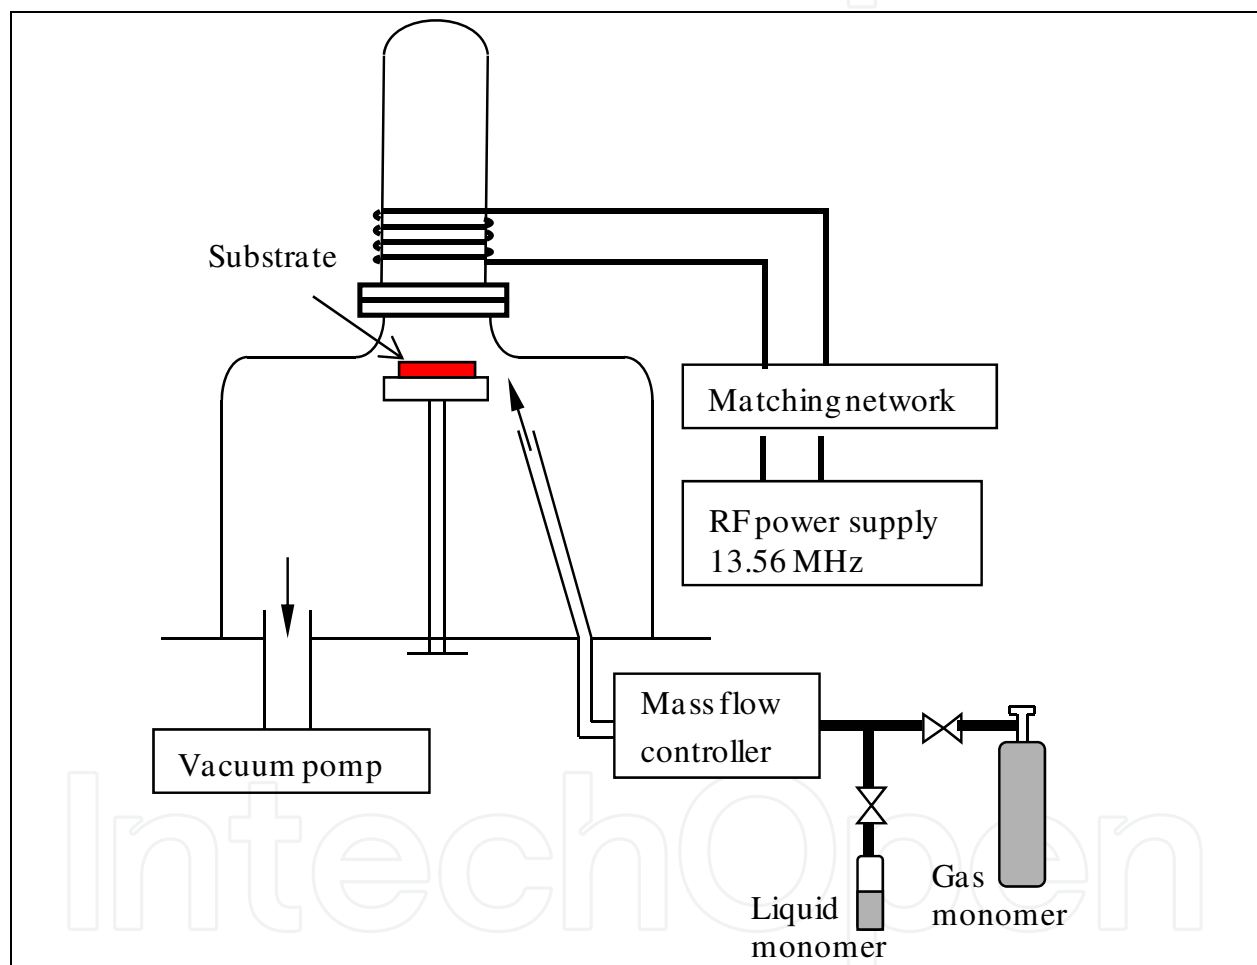 Substrate
Matching network
RF power supply
13.56 MHz
Mass flow
controller
Vacuum pomp
Gas
monomer
Liquid
monomer
IntechOpen